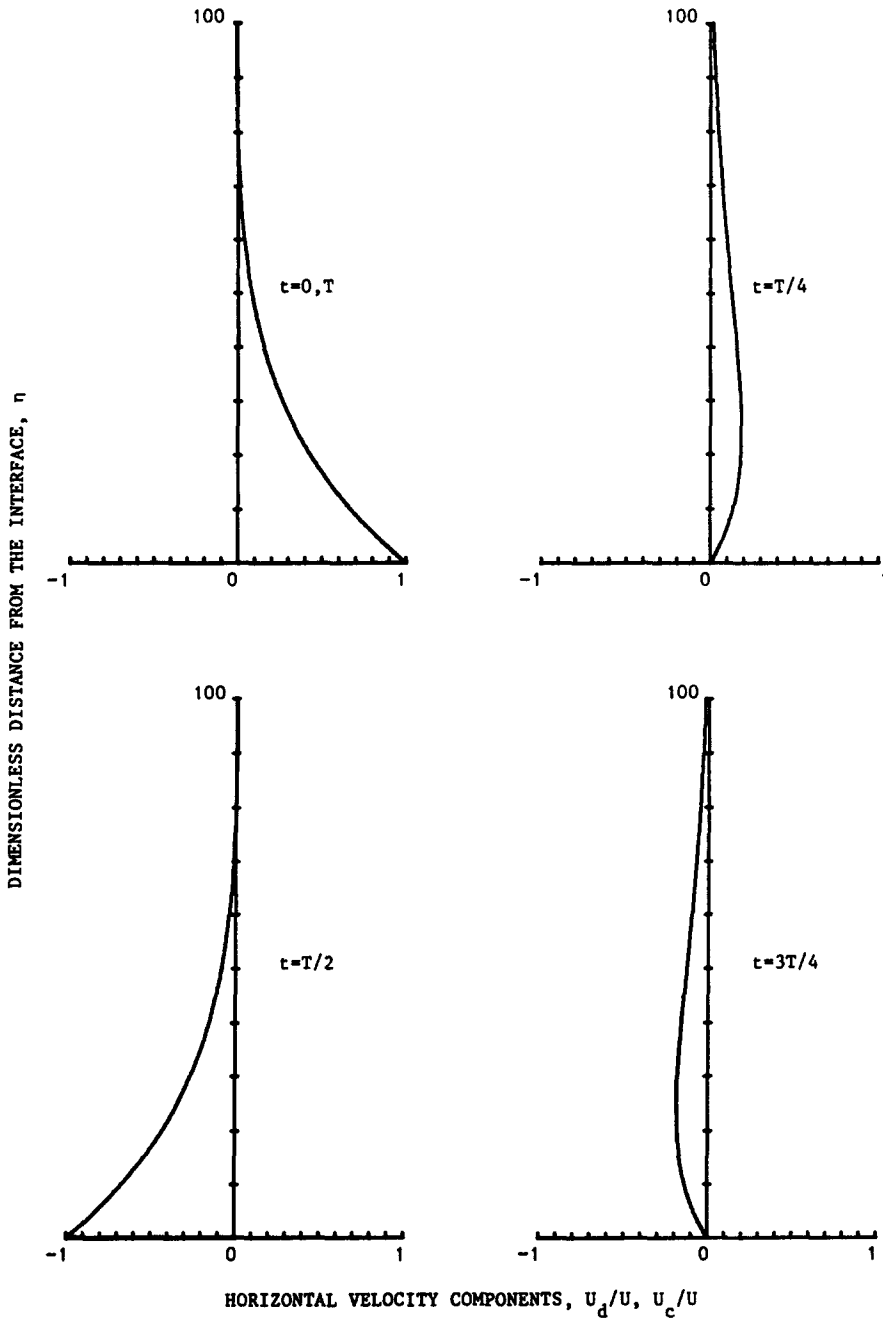 100
t=0,T
-1 0 1
100
t=T/4
-1 0 1
DIMENSIONLESS DISTANCE FROM THE INTERFACE, η
100
t=T/2
-1 0 1
100
t=3T/4
-1 0 1
HORIZONTAL VELOCITY COMPONENTS, U_d/U, U_c/U